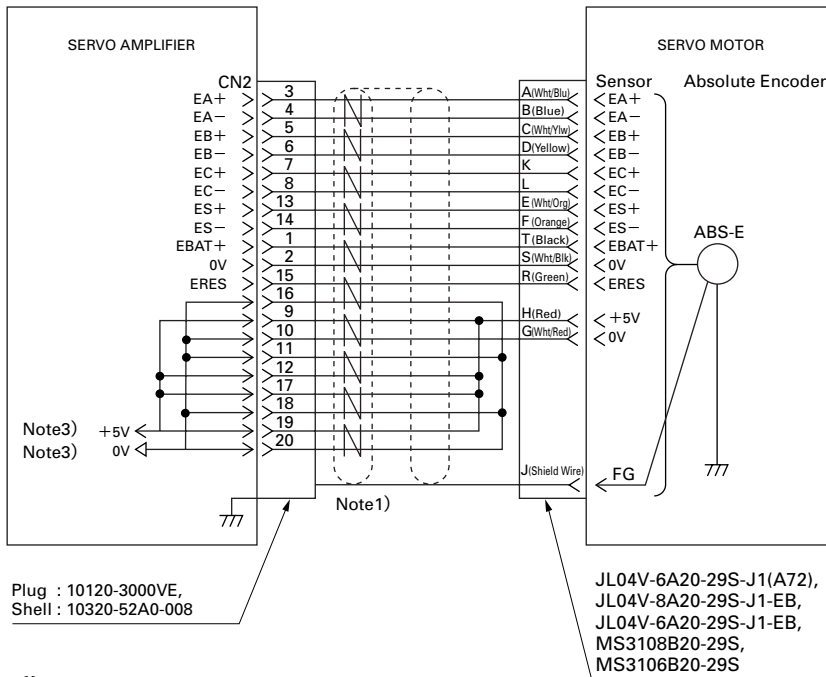 SERVO AMPLIFIER
SERVO MOTOR
CN2
Sensor
Absolute Encoder
EA+ 3 A(Wht/Blu) EA+
EA− 4 B(Blue) EA−
EB+ 5 C(Wht/Ylw) EB+
EB− 6 D(Yellow) EB−
EC+ 7 K EC+
EC− 8 L EC−
ES+ 13 E(Wht/Org) ES+
ES− 14 F(Orange) ES−
EBAT+ 1 T(Black) EBAT+
0V 2 S(Wht/Blk) 0V
ERES 15 R(Green) ERES
ABS-E
16
9 H(Red) +5V
10 G(Wht/Red) 0V
11
12
17
18
Note3) +5V 19
Note3) 0V 20
J(Shield Wire) FG
Note1)
Plug : 10120-3000VE,
Shell : 10320-52A0-008
JL04V-6A20-29S-J1(A72),
JL04V-8A20-29S-J1-EB,
JL04V-6A20-29S-J1-EB,
MS3108B20-29S,
MS3106B20-29S